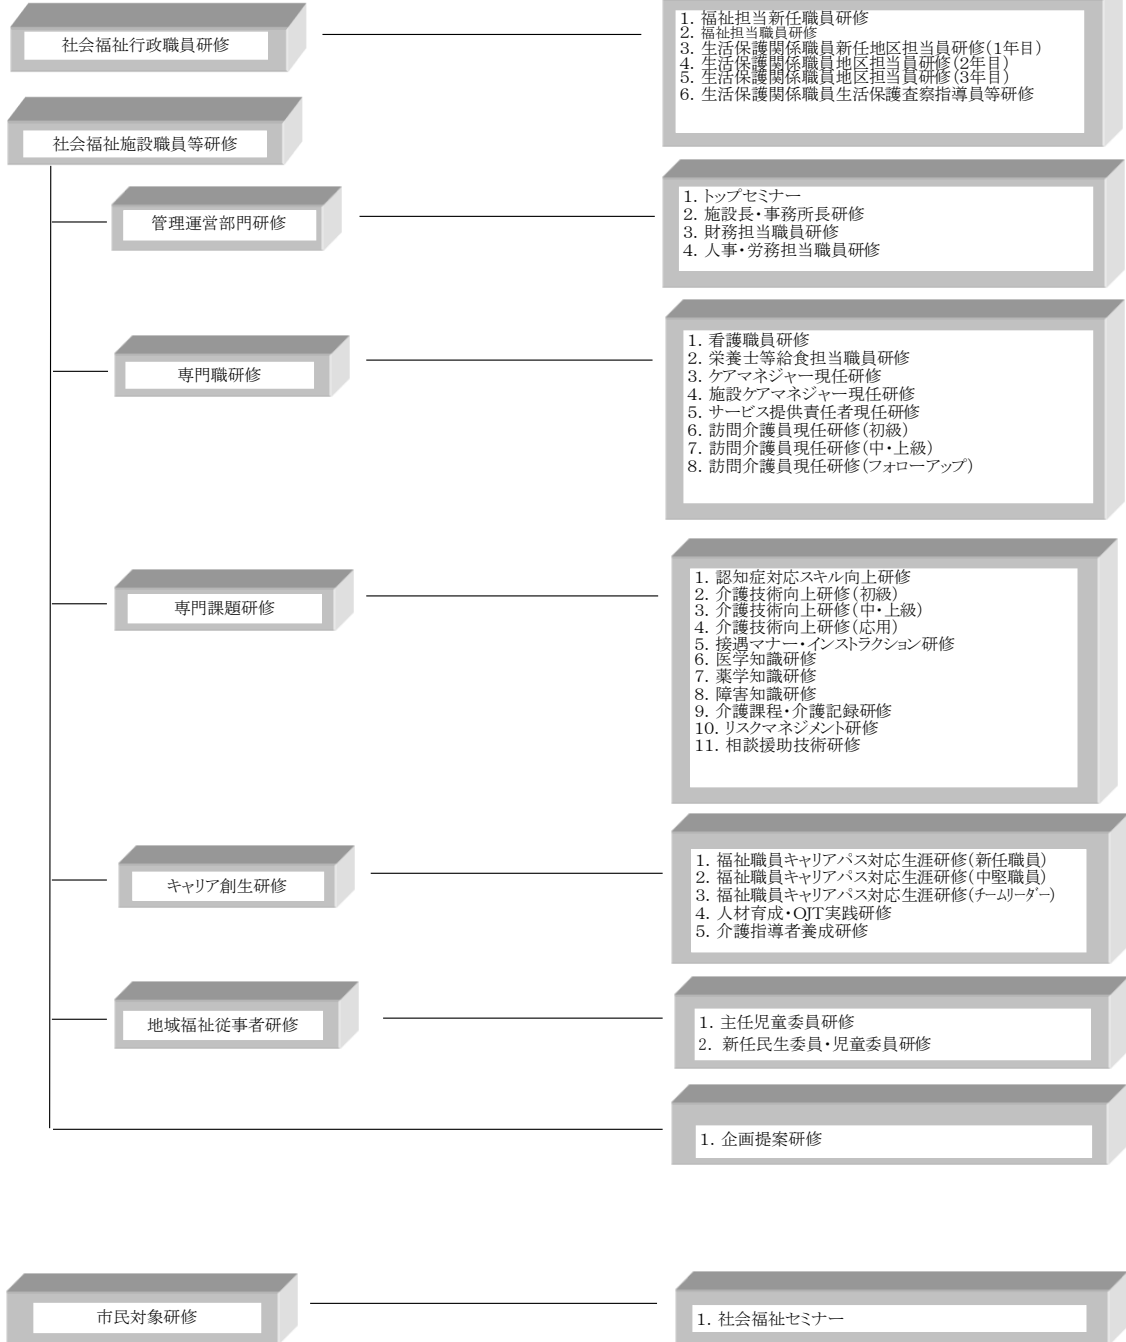 社会福祉行政職員研修
1. 福祉担当新任職員研修
2. 福祉担当職員研修
3. 生活保護関係職員新任地区担当員研修(1年目)
4. 生活保護関係職員地区担当員研修(2年目)
5. 生活保護関係職員地区担当員研修(3年目)
6. 生活保護関係職員生活保護査察指導員等研修
社会福祉施設職員等研修
管理運営部門研修
1. トップセミナー
2. 施設長・事務所長研修
3. 財務担当職員研修
4. 人事・労務担当職員研修
専門職研修
1. 看護職員研修
2. 栄養士等給食担当職員研修
3. ケアマネジャー現任研修
4. 施設ケアマネジャー現任研修
5. サービス提供責任者現任研修
6. 訪問介護員現任研修(初級)
7. 訪問介護員現任研修(中・上級)
8. 訪問介護員現任研修(フォローアップ)
専門課題研修
1. 認知症対応スキル向上研修
2. 介護技術向上研修(初級)
3. 介護技術向上研修(中・上級)
4. 介護技術向上研修(応用)
5. 接遇マナー・インストラクション研修
6. 医学知識研修
7. 薬学知識研修
8. 障害知識研修
9. 介護課程・介護記録研修
10. リスクマネジメント研修
11. 相談援助技術研修
キャリア創生研修
1. 福祉職員キャリアパス対応生涯研修(新任職員)
2. 福祉職員キャリアパス対応生涯研修(中堅職員)
3. 福祉職員キャリアパス対応生涯研修(チームリーダー)
4. 人材育成・OJT実践研修
5. 介護指導者養成研修
地域福祉従事者研修
1. 主任児童委員研修
2. 新任民生委員・児童委員研修
1. 企画提案研修
市民対象研修
1. 社会福祉セミナー